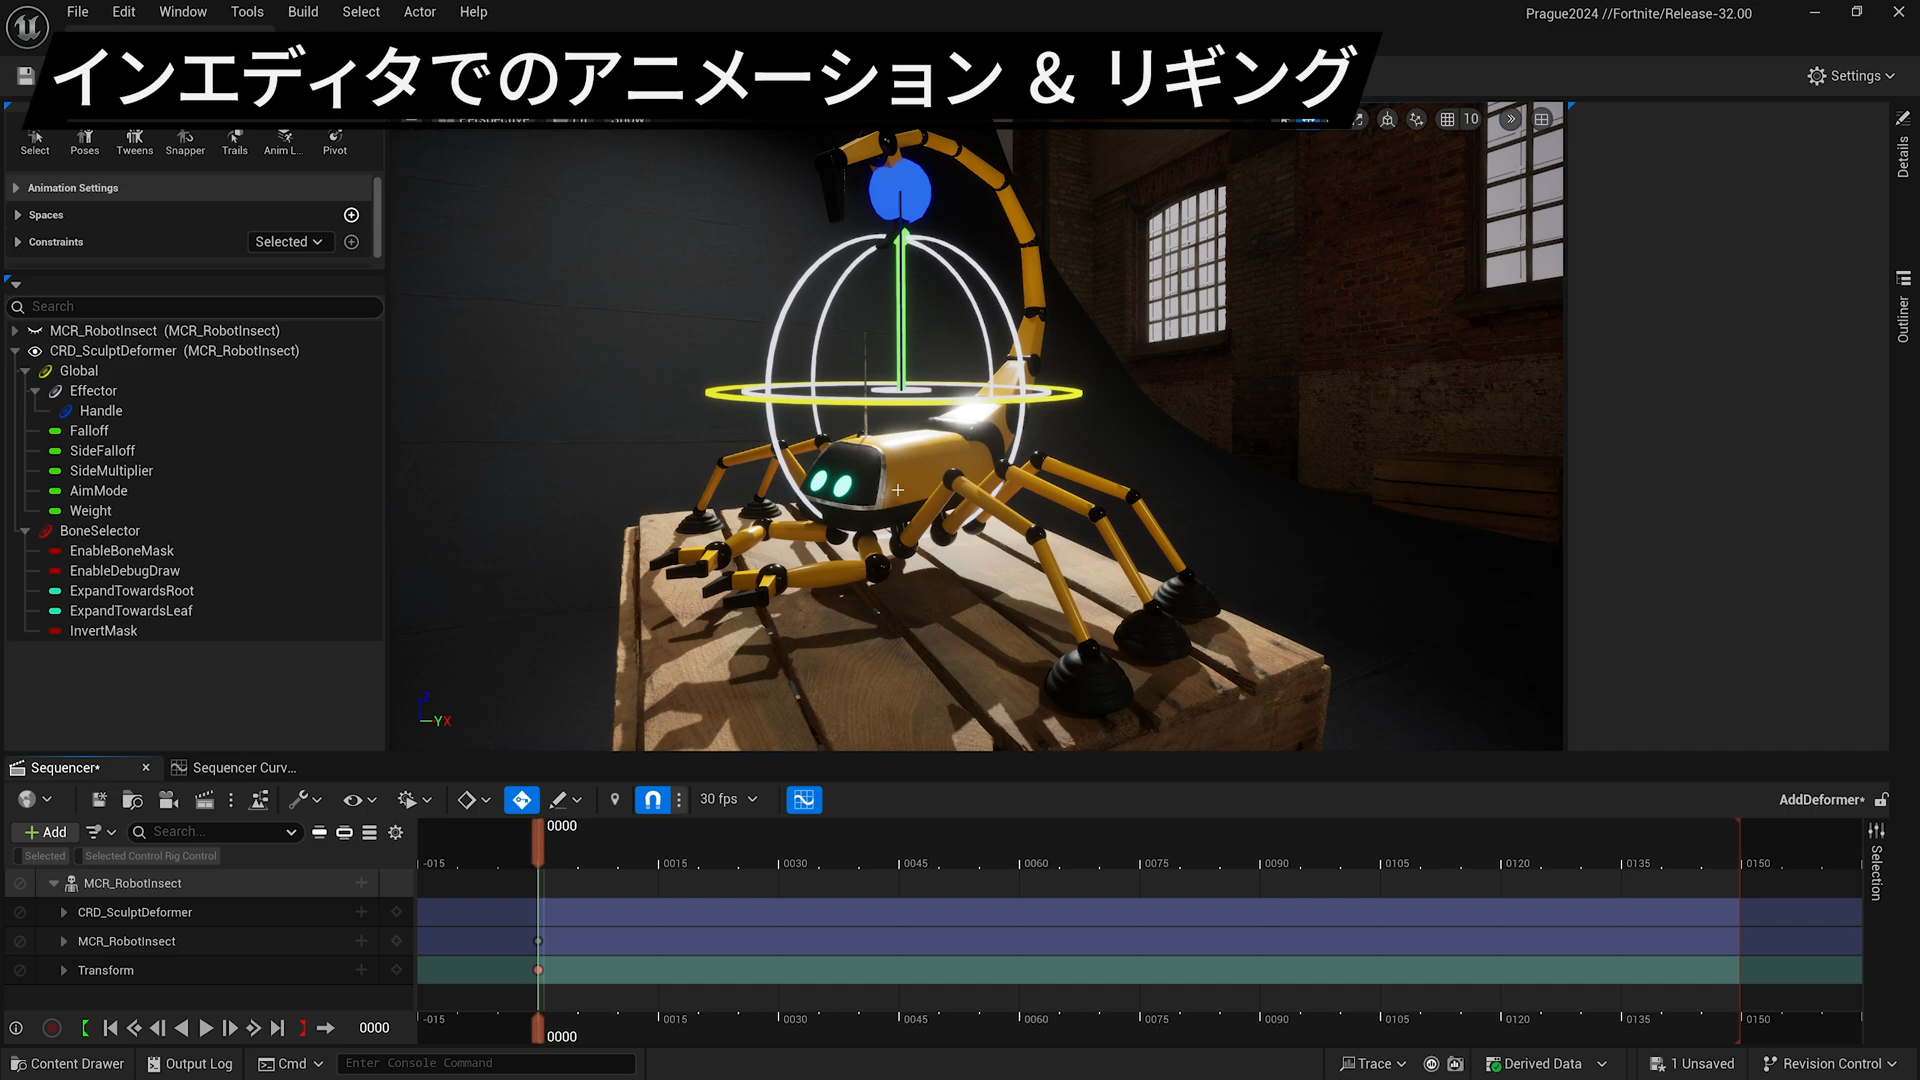 File Edit Window Tools Build Select Actor Help
Prague2024 //Fortnite/Release-32.00
インエディタでのアニメーション & リギング
Settings
Select Poses Tweens Snapper Trails Anim L... Pivot
10
Animation Settings
Spaces
Constraints Selected
Search
MCR_RobotInsect (MCR_RobotInsect)
CRD_SculptDeformer (MCR_RobotInsect)
Global
Effector
Handle
Falloff
SideFalloff
SideMultiplier
AimMode
Weight
BoneSelector
EnableBoneMask
EnableDebugDraw
ExpandTowardsRoot
ExpandTowardsLeaf
InvertMask
Z
YX
Details
Outliner
Sequencer* Sequencer Curv...
30 fps
AddDeformer*
Add Search...
Selected Selected Control Rig Control
0000
-015 0015 0030 0045 0060 0075 0090 0105 0120 0135 0150
MCR_RobotInsect
CRD_SculptDeformer
MCR_RobotInsect
Transform
Selection
0000
-015 0015 0030 0045 0060 0075 0090 0105 0120 0135 0150
0000
Content Drawer Output Log Cmd Enter Console Command
Trace Derived Data 1 Unsaved Revision Control